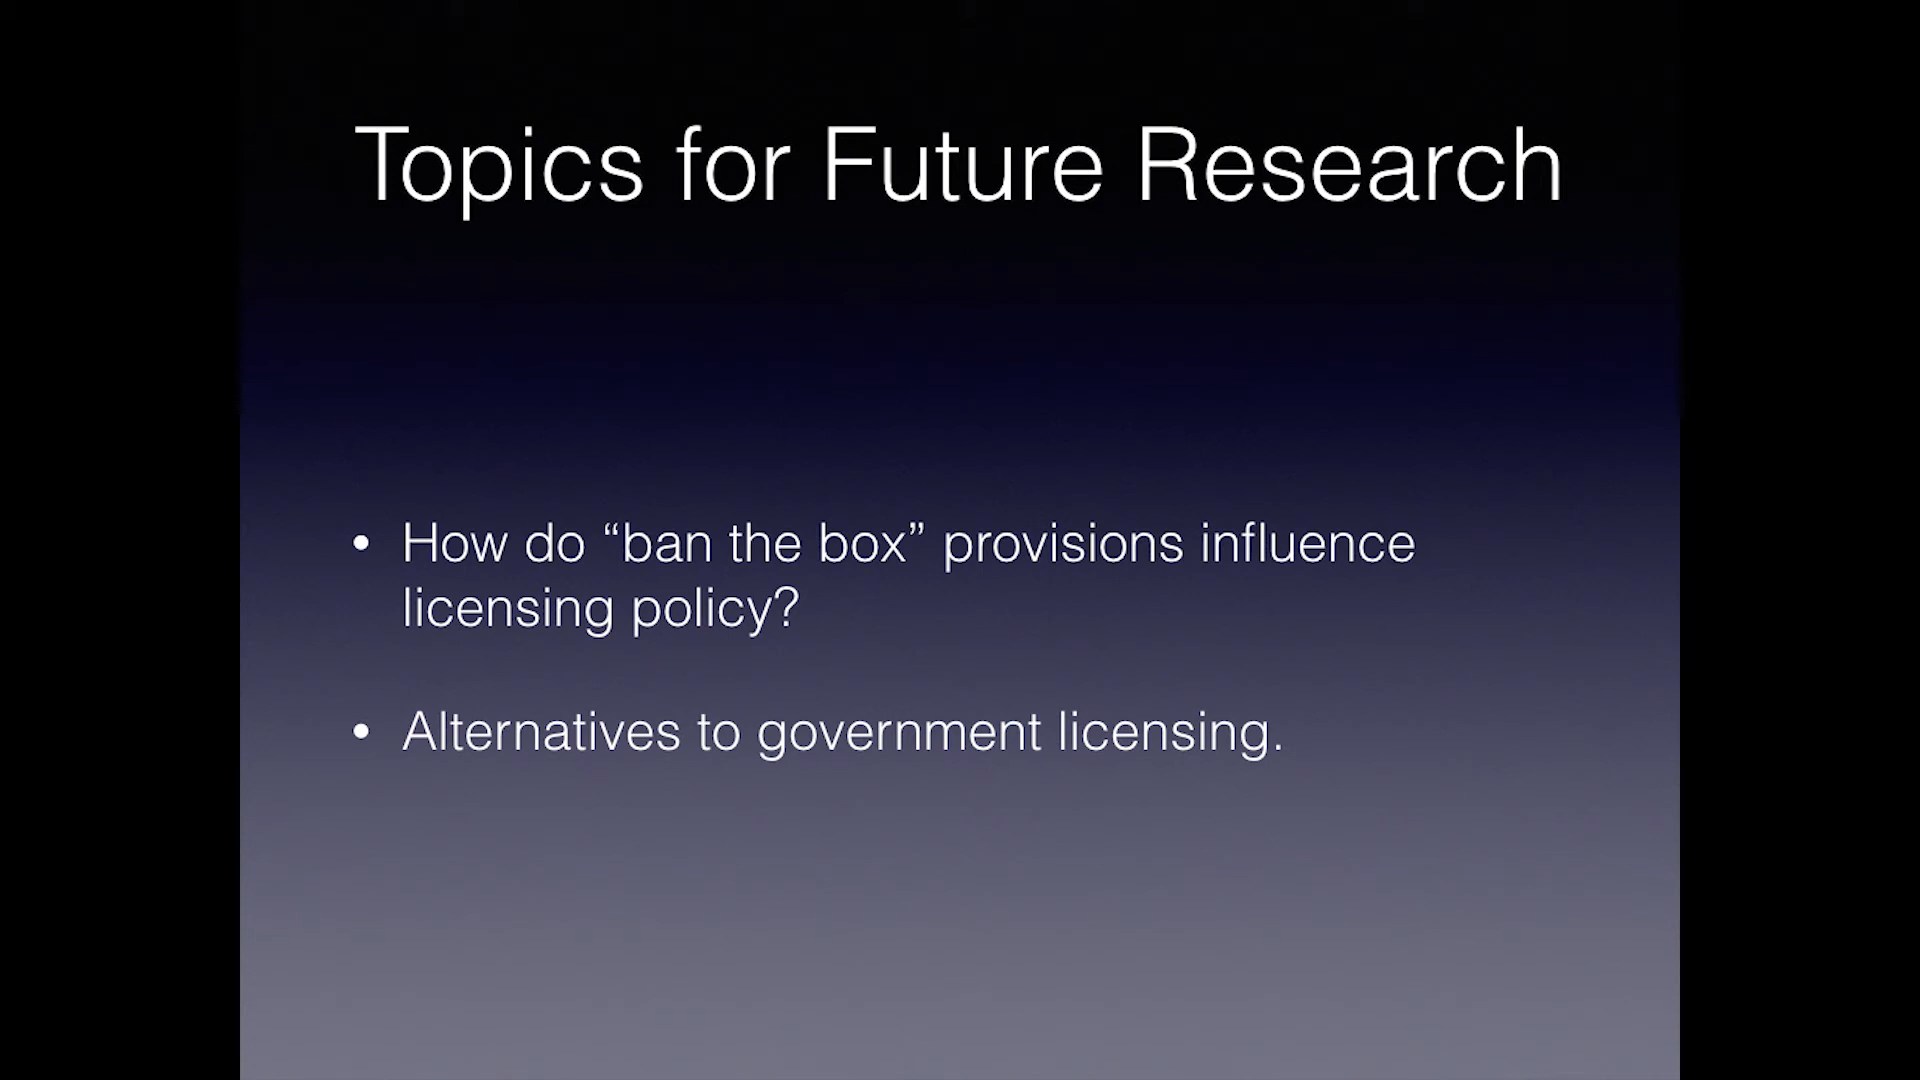 Topics for Future Research
• How do “ban the box” provisions influence
licensing policy?
• Alternatives to government licensing.